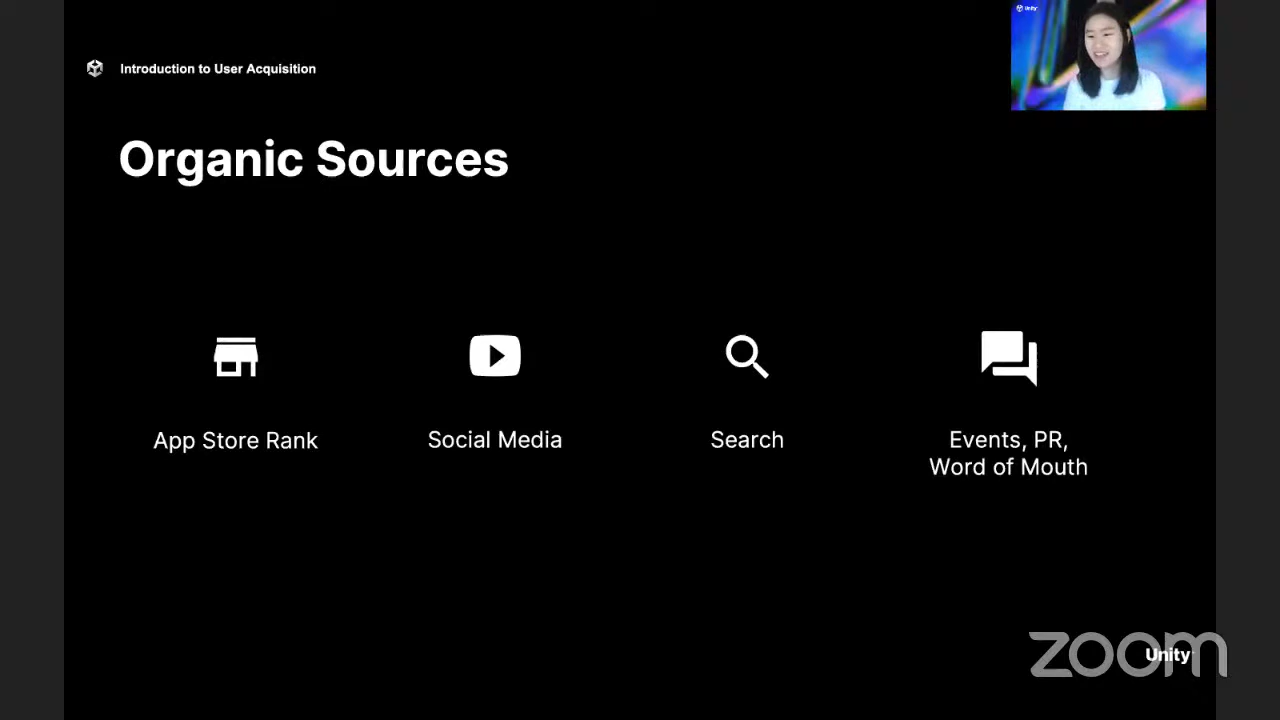 Unity
Introduction to User Acquisition
Organic Sources
App Store Rank
Social Media
Search
Events, PR,
Word of Mouth
zoom
Unity